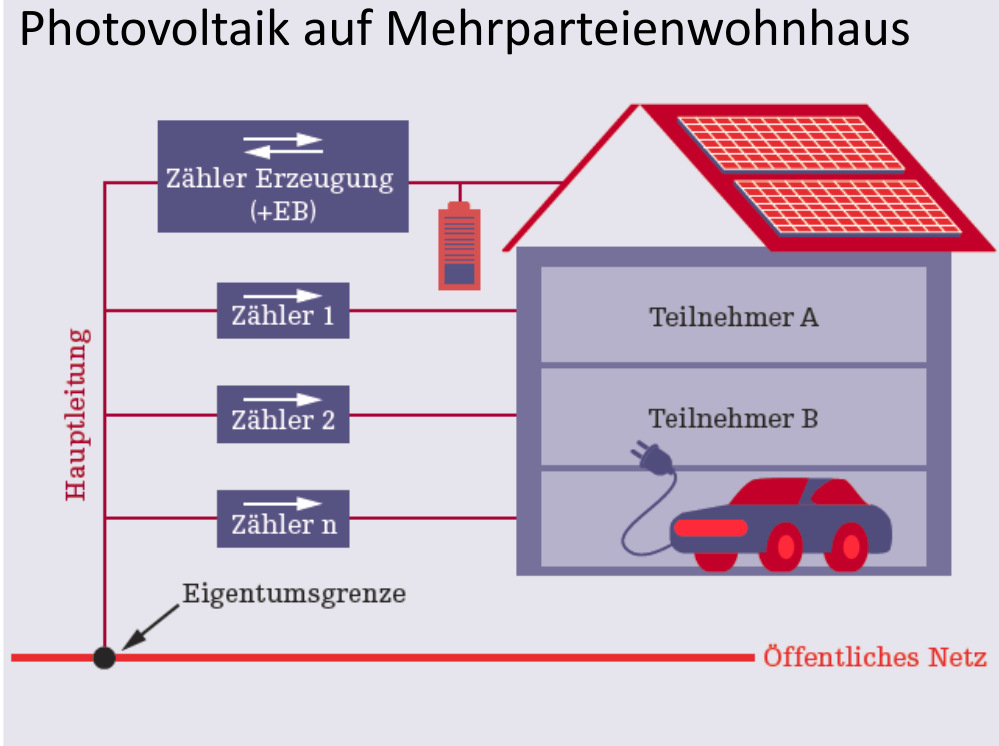 Photovoltaik auf Mehrparteienwohnhaus
Zähler Erzeugung
(+EB)
Zähler 1
Teilnehmer A
Hauptleitung
Zähler 2
Teilnehmer B
Zähler n
Eigentumsgrenze
Öffentliches Netz